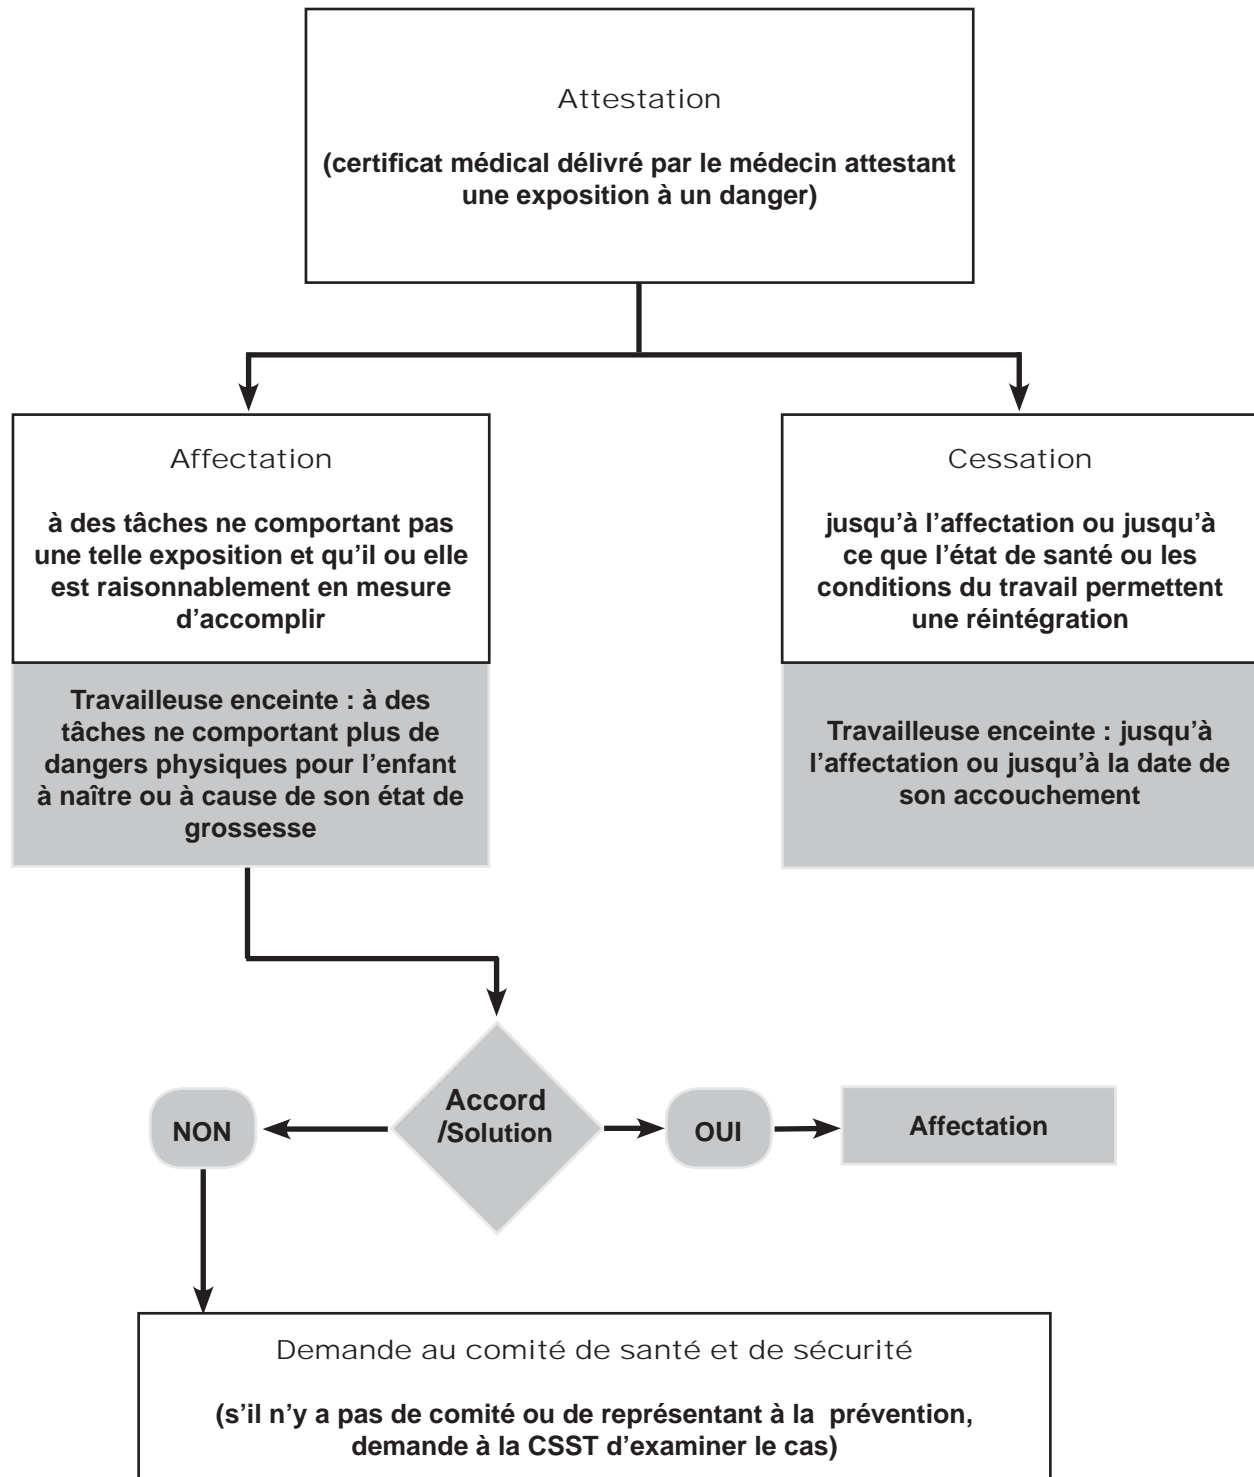 Attestation
(certificat médical délivré par le médecin attestant
une exposition à un danger)
Affectation
à des tâches ne comportant pas
une telle exposition et qu’il ou elle
est raisonnablement en mesure
d’accomplir
Travailleuse enceinte : à des
tâches ne comportant plus de
dangers physiques pour l’enfant
à naître ou à cause de son état de
grossesse
Cessation
jusqu’à l’affectation ou jusqu’à
ce que l’état de santé ou les
conditions du travail permettent
une réintégration
Travailleuse enceinte : jusqu’à
l’affectation ou jusqu’à la date de
son accouchement
NON
Accord
/Solution
OUI
Affectation
Demande au comité de santé et de sécurité
(s’il n’y a pas de comité ou de représentant à la prévention,
demande à la CSST d’examiner le cas)